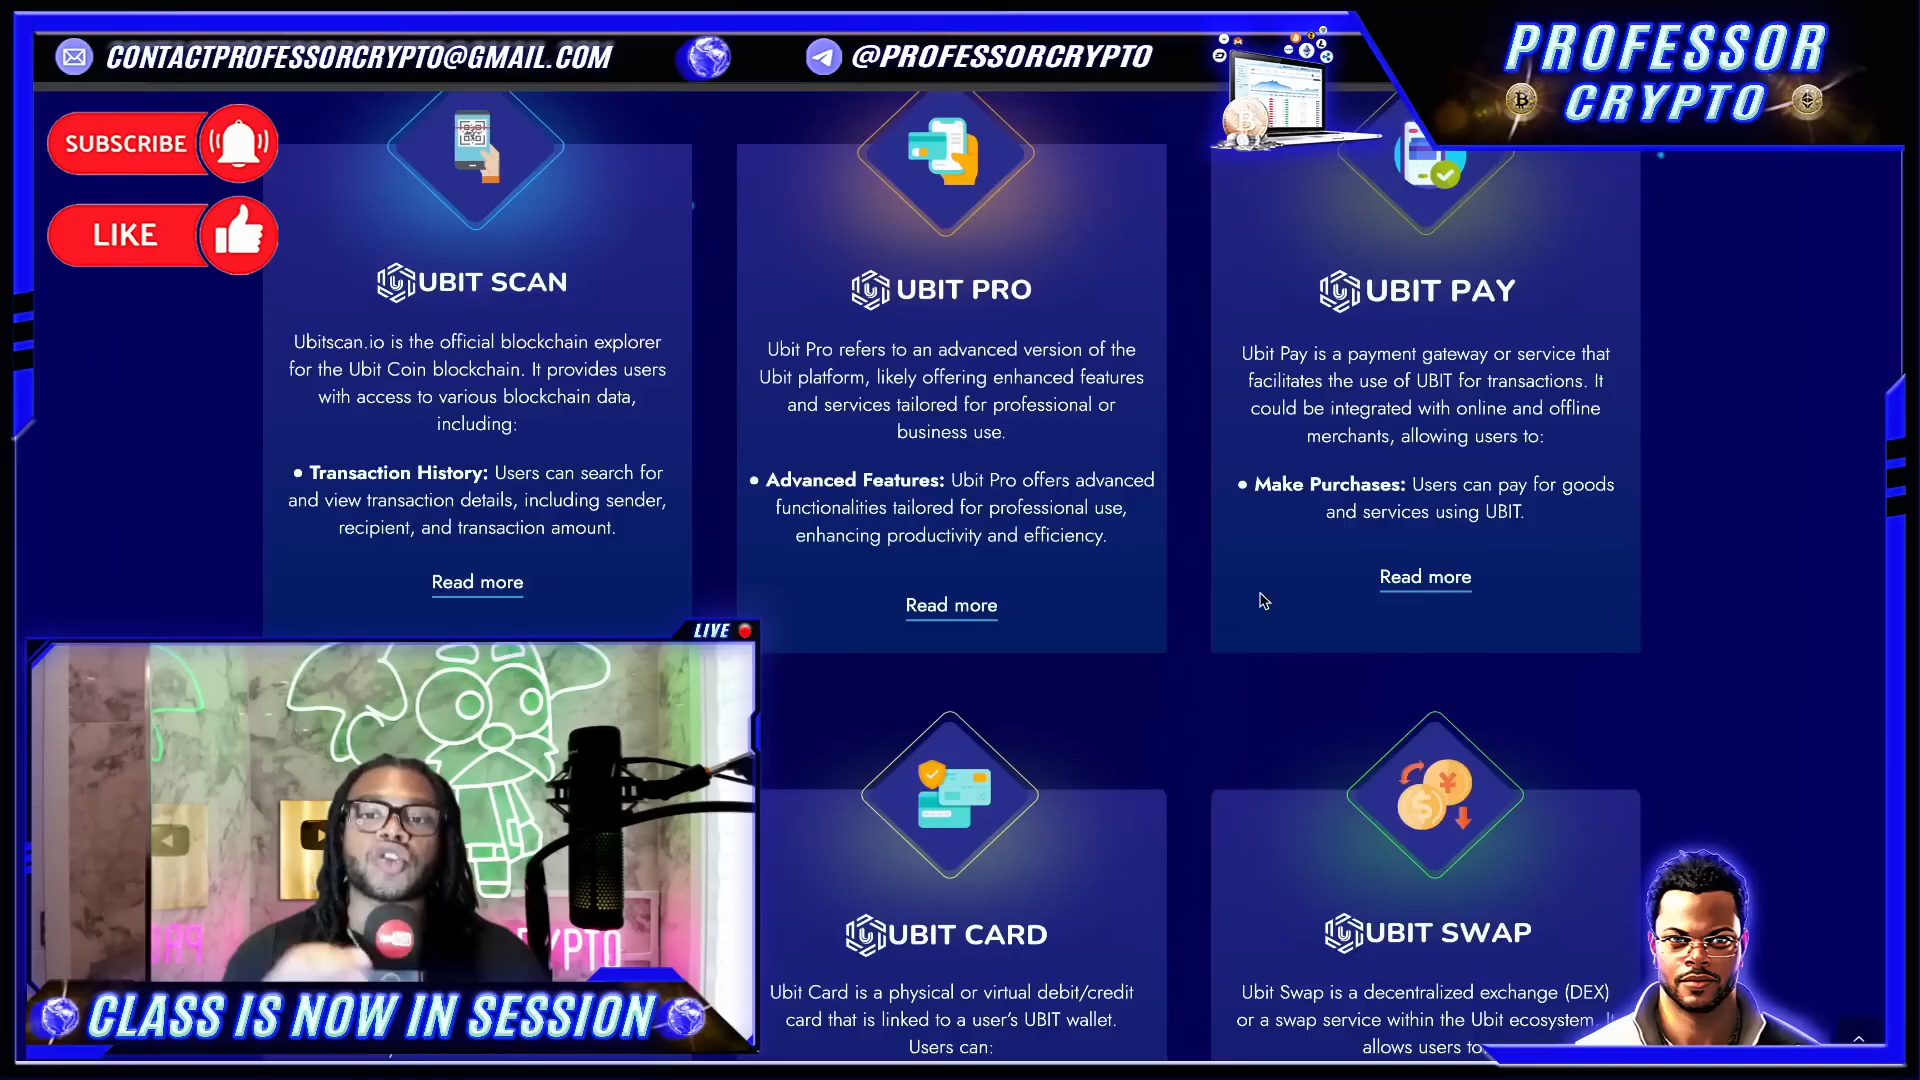 CONTACTPROFESSORCRYPTO@GMAIL.COM
@PROFESSORCRYPTO
PROFESSOR
CRYPTO
SUBSCRIBE
LIKE
UBIT SCAN
Ubitscan.io is the official blockchain explorer
for the Ubit Coin blockchain. It provides users
with access to various blockchain data,
including:
• Transaction History: Users can search for
and view transaction details, including sender,
recipient, and transaction amount.
Read more
UBIT PRO
Ubit Pro refers to an advanced version of the
Ubit platform, likely offering enhanced features
and services tailored for professional or
business use.
• Advanced Features: Ubit Pro offers advanced
functionalities tailored for professional use,
enhancing productivity and efficiency.
Read more
UBIT PAY
Ubit Pay is a payment gateway or service that
facilitates the use of UBIT for transactions. It
could be integrated with online and offline
merchants, allowing users to:
• Make Purchases: Users can pay for goods
and services using UBIT.
Read more
LIVE
CLASS IS NOW IN SESSION
UBIT CARD
Ubit Card is a physical or virtual debit/credit
card that is linked to a user's UBIT wallet.
Users can:
UBIT SWAP
Ubit Swap is a decentralized exchange (DEX)
or a swap service within the Ubit ecosystem. It
allows users to